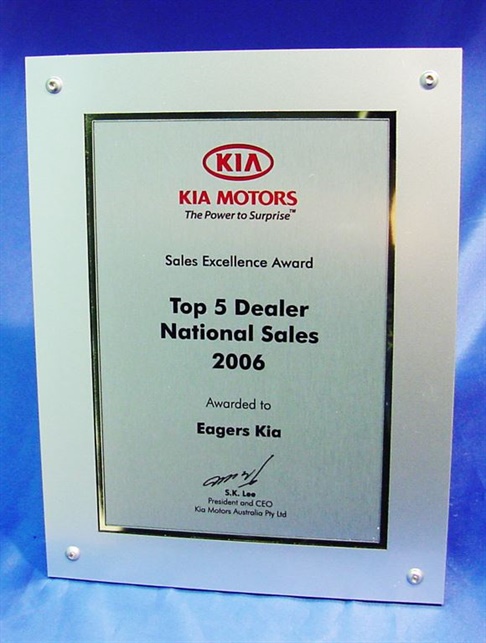 KIA
KIA MOTORS
The Power to Surprise™
Sales Excellence Award
Top 5 Dealer
National Sales
2006
Awarded to
Eagers Kia
S.K. Lee
President and CEO
Kia Motors Australia Pty Ltd